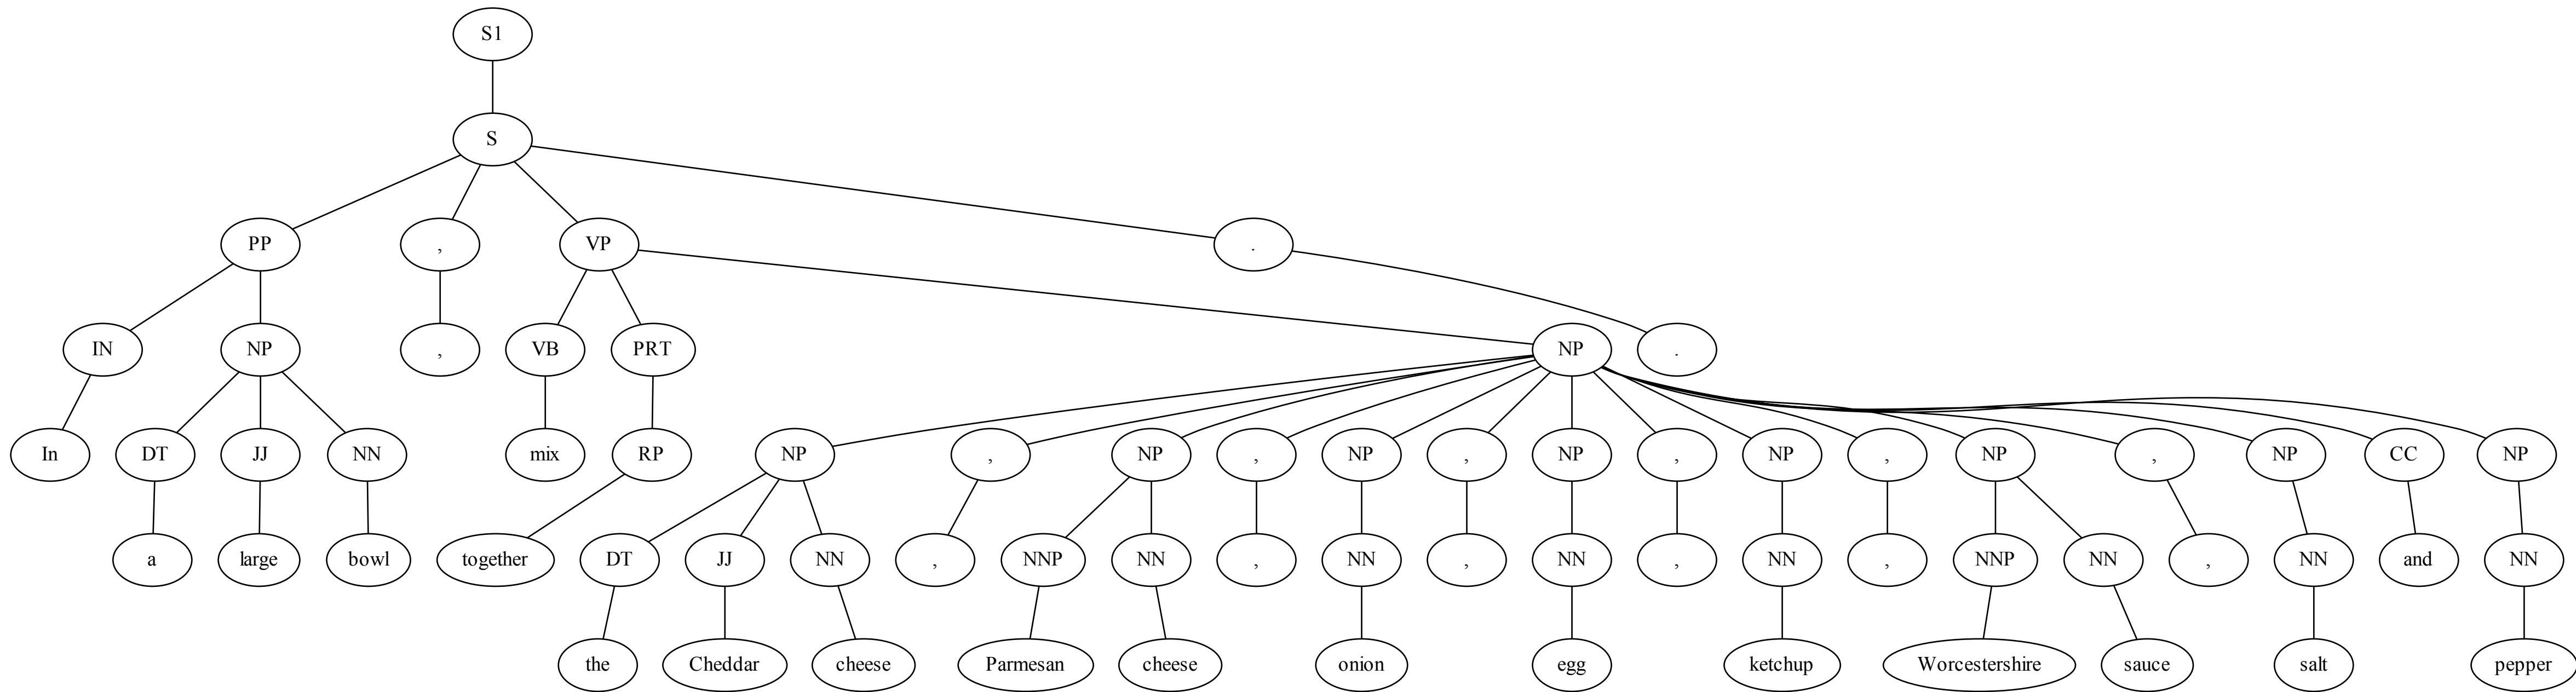 S1
S
PP , VP .
IN NP , VB PRT NP .
In DT JJ NN mix RP NP , NP , NP , NP , NP , NP , NP CC NP
a large bowl together DT JJ NN , NNP NN , NN , NN , NN , NNP NN , NN and NN
the Cheddar cheese Parmesan cheese onion egg ketchup Worcestershire sauce salt pepper